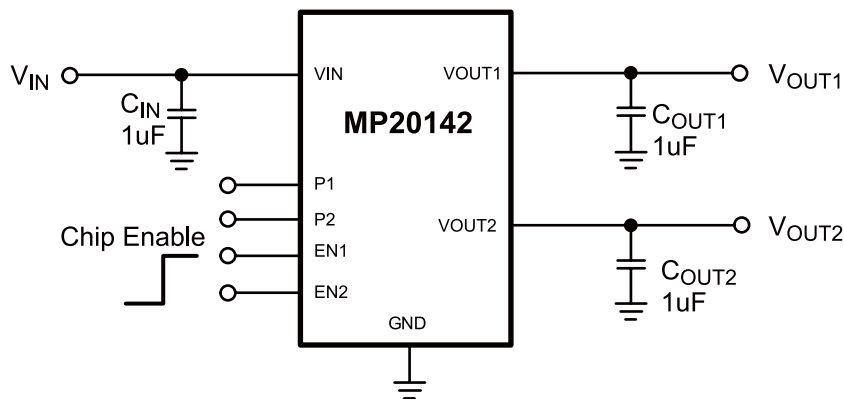 VIN
CIN
1uF
VIN
VOUT1
MP20142
VOUT1
COUT1
1uF
P1
P2
Chip Enable
EN1
EN2
VOUT2
VOUT2
COUT2
1uF
GND